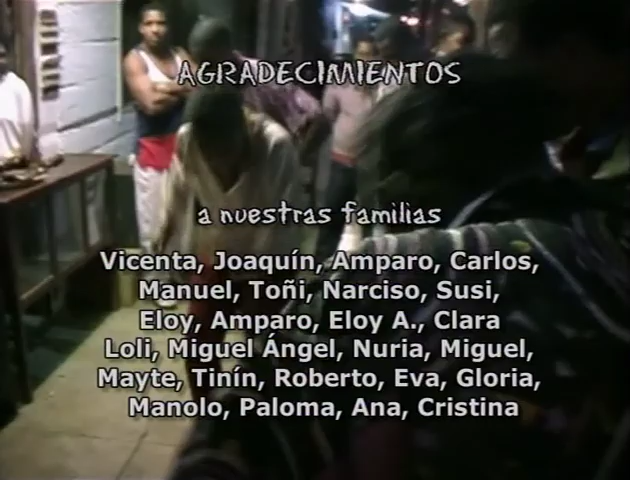 AGRADECIMIENTOS
a nuestras familias
Vicenta, Joaquín, Amparo, Carlos,
Manuel, Toñi, Narciso, Susi,
Eloy, Amparo, Eloy A., Clara
Loli, Miguel Ángel, Nuria, Miguel,
Mayte, Tinín, Roberto, Eva, Gloria,
Manolo, Paloma, Ana, Cristina